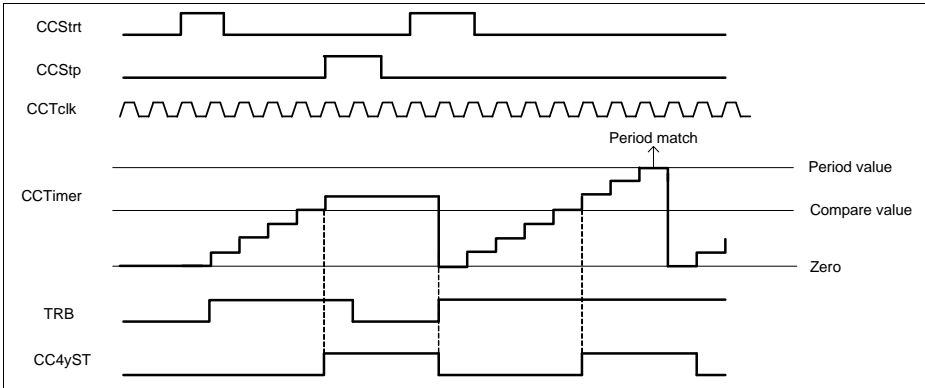 CCStrt
CCStp
CCTclk
Period match
Period value
CCTimer
Compare value
Zero
TRB
CC4yST